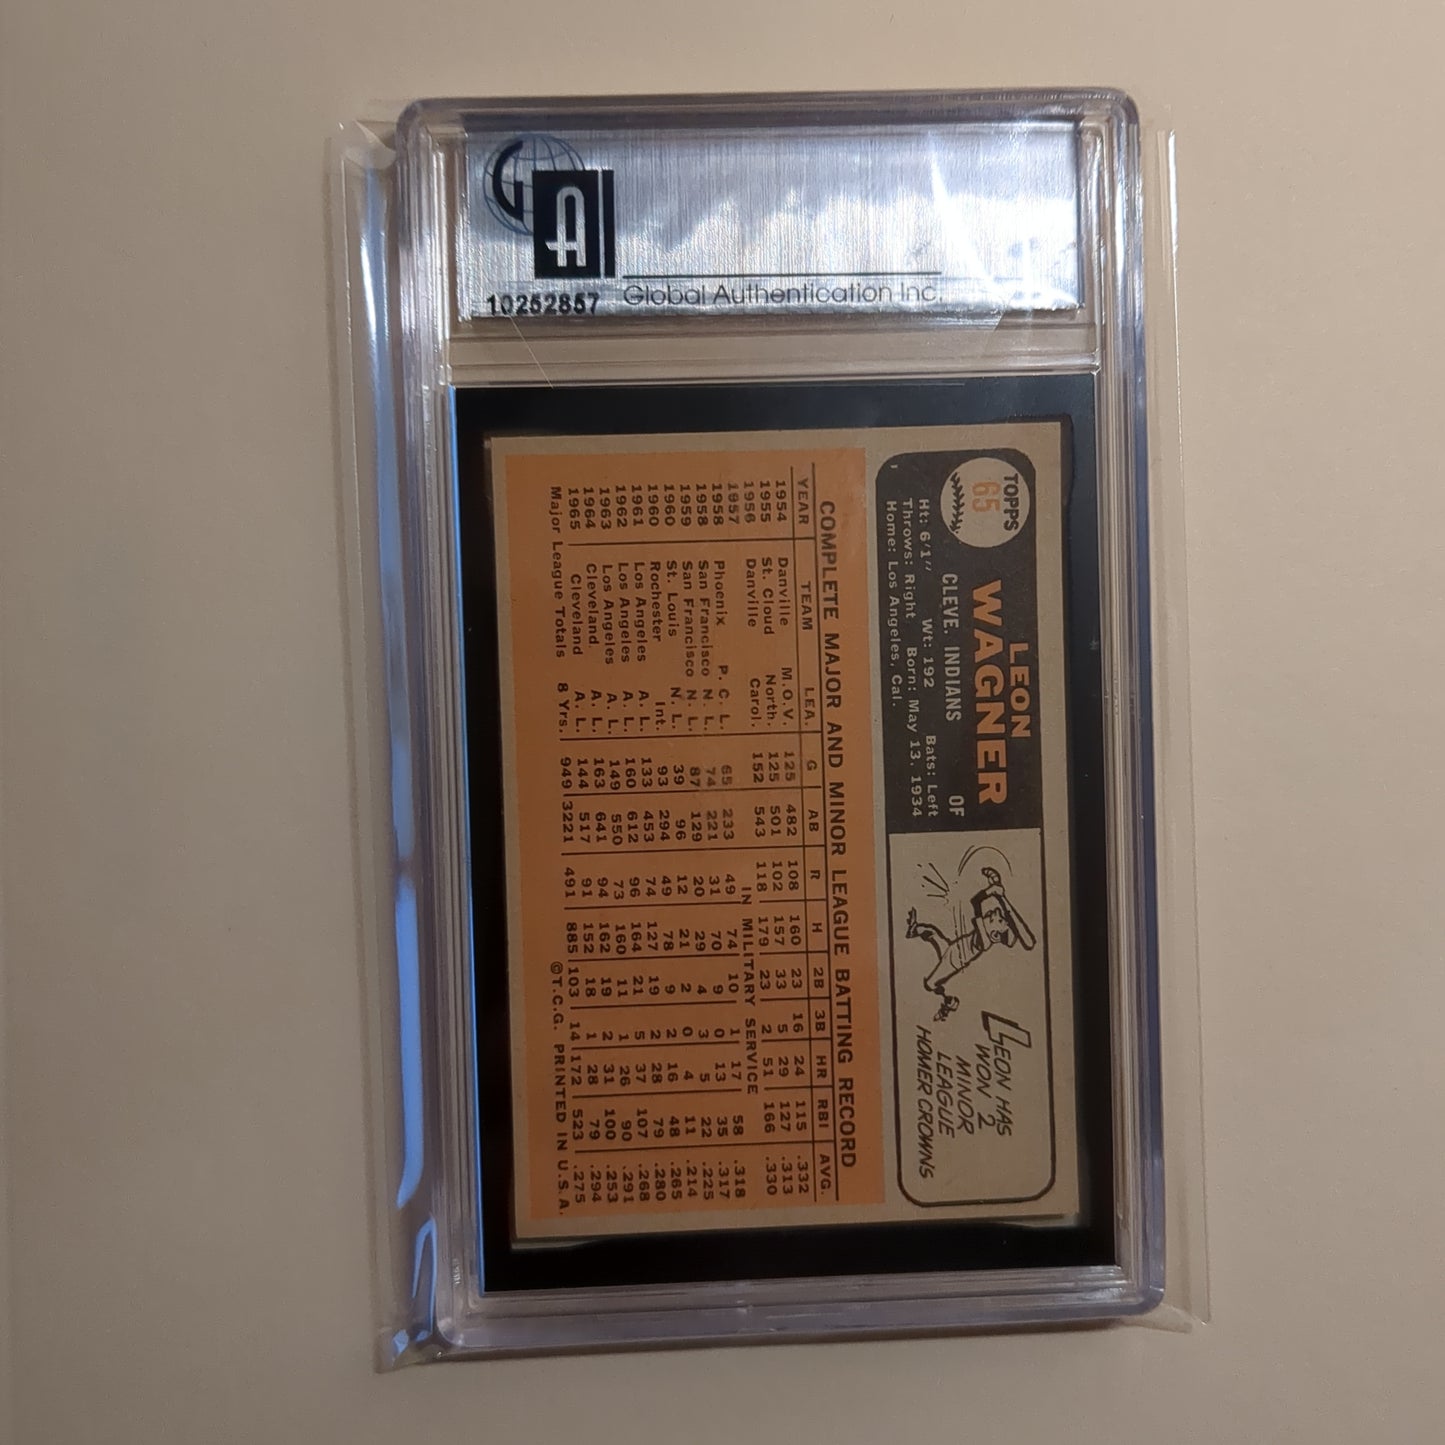 GA
10252857
Global Authentication Inc.
TOPPS
65
LEON
WAGNER
CLEVE. INDIANS OF
Ht: 6'1" Wt: 192 Bats: Left
Throws: Right Born: May 13, 1934
Home: Los Angeles, Cal.
LEON HAS
WON 2
MINOR
LEAGUE
HOMER CROWNS
COMPLETE MAJOR AND MINOR LEAGUE BATTING RECORD
YEAR TEAM LEA. G AB R H 2B 3B HR RBI AVG.
1954 Danville M.O.V. 125 482 108 160 23 16 24 115 .332
1955 St. Cloud North. 125 501 102 157 33 5 29 127 .313
1956 Danville Carol. 152 543 118 179 23 2 51 166 .330
1957 IN MILITARY SERVICE
1958 Phoenix P. C. L. 65 233 49 74 10 1 17 58 .318
1958 San Francisco N. L. 74 221 31 70 9 0 13 35 .317
1959 San Francisco N. L. 87 129 20 29 4 3 5 22 .225
1960 St. Louis N. L. 39 96 12 21 2 0 4 11 .214
1960 Rochester Int. 93 294 49 78 9 2 16 48 .265
1961 Los Angeles A. L. 133 453 74 127 19 2 28 79 .280
1962 Los Angeles A. L. 160 612 96 164 21 5 37 107 .268
1963 Los Angeles A. L. 149 550 73 160 11 1 26 90 .291
1964 Cleveland A. L. 163 641 94 162 19 2 31 100 .253
1965 Cleveland A. L. 144 517 91 152 18 1 28 79 .294
Major League Totals 8 Yrs. 949 3221 491 885 103 14 172 523 .275
©T.C.G. PRINTED IN U.S.A.